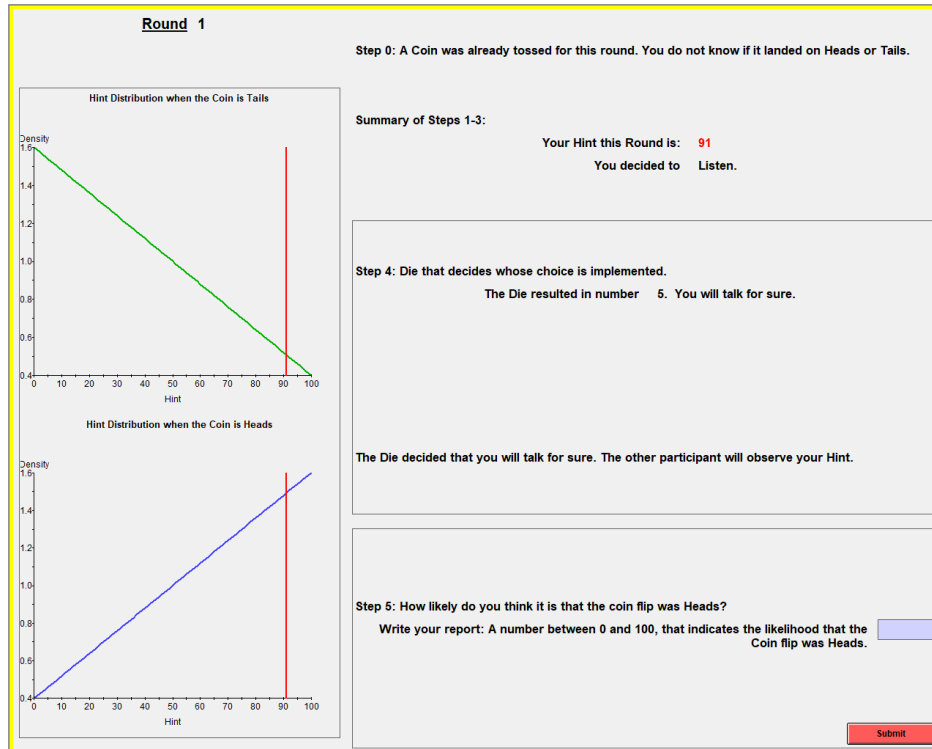 Round 1
Step 0: A Coin was already tossed for this round. You do not know if it landed on Heads or Tails.
Hint Distribution when the Coin is Tails
Density
1.6
1.4
1.2
1.0
0.8
0.6
0.4
0 10 20 30 40 50 60 70 80 90 100
Hint
Hint Distribution when the Coin is Heads
Density
1.6
1.4
1.2
1.0
0.8
0.6
0.4
0 10 20 30 40 50 60 70 80 90 100
Hint
Summary of Steps 1-3:
Your Hint this Round is: 91
You decided to Listen.
Step 4: Die that decides whose choice is implemented.
The Die resulted in number 5. You will talk for sure.
The Die decided that you will talk for sure. The other participant will observe your Hint.
Step 5: How likely do you think it is that the coin flip was Heads?
Write your report: A number between 0 and 100, that indicates the likelihood that the
Coin flip was Heads.
Submit